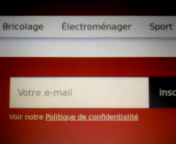 Bricolage Électroménager Sport
Votre e-mail
Voir notre Politique de confidentialité